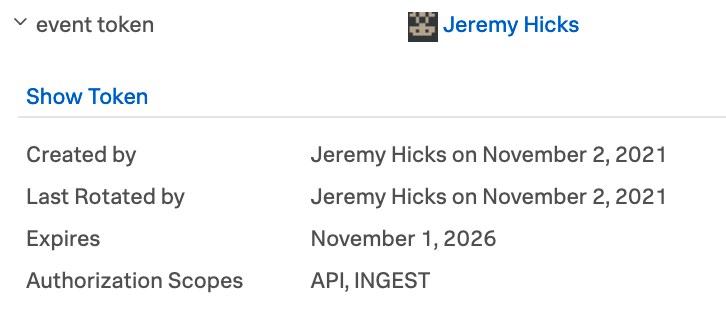 event token Jeremy Hicks
Show Token
Created by Jeremy Hicks on November 2, 2021
Last Rotated by Jeremy Hicks on November 2, 2021
Expires November 1, 2026
Authorization Scopes API, INGEST